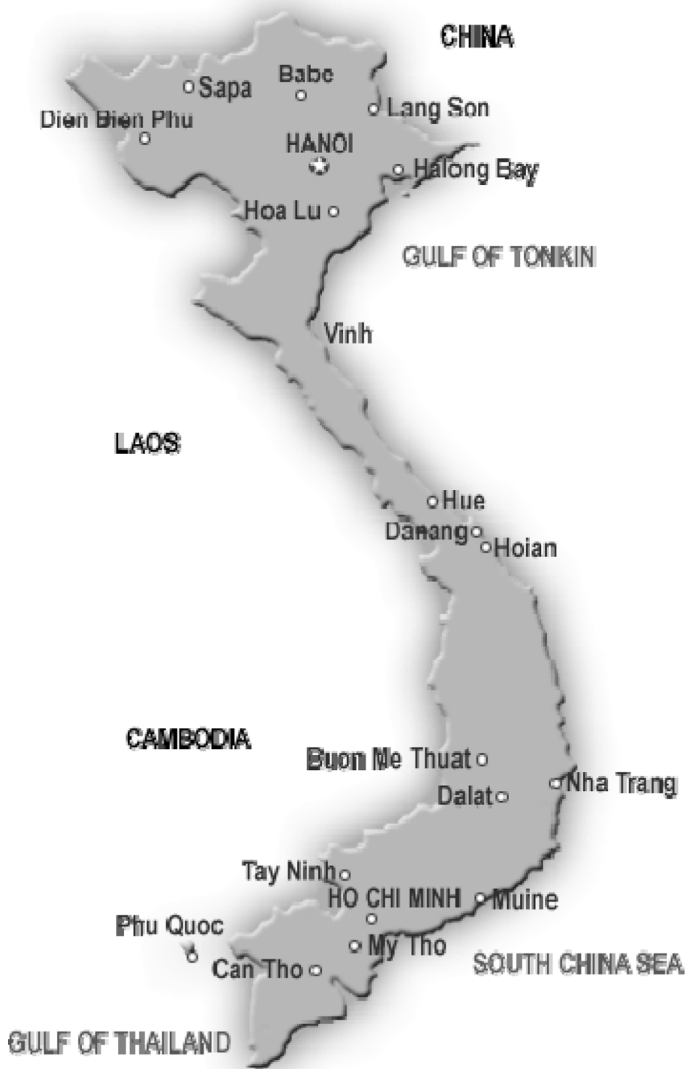 CHINA
Babe
Sapa
Lang Son
Dien Bien Phu
HANOI
Halong Bay
Hoa Lu
GULF OF TONKIN
Vinh
LAOS
Hue
Danang
Hoian
CAMBODIA
Buon Me Thuat
Nha Trang
Dalat
Tay Ninh
HO CHI MINH
Muine
Phu Quoc
My Tho
Can Tho
SOUTH CHINA SEA
GULF OF THAILAND